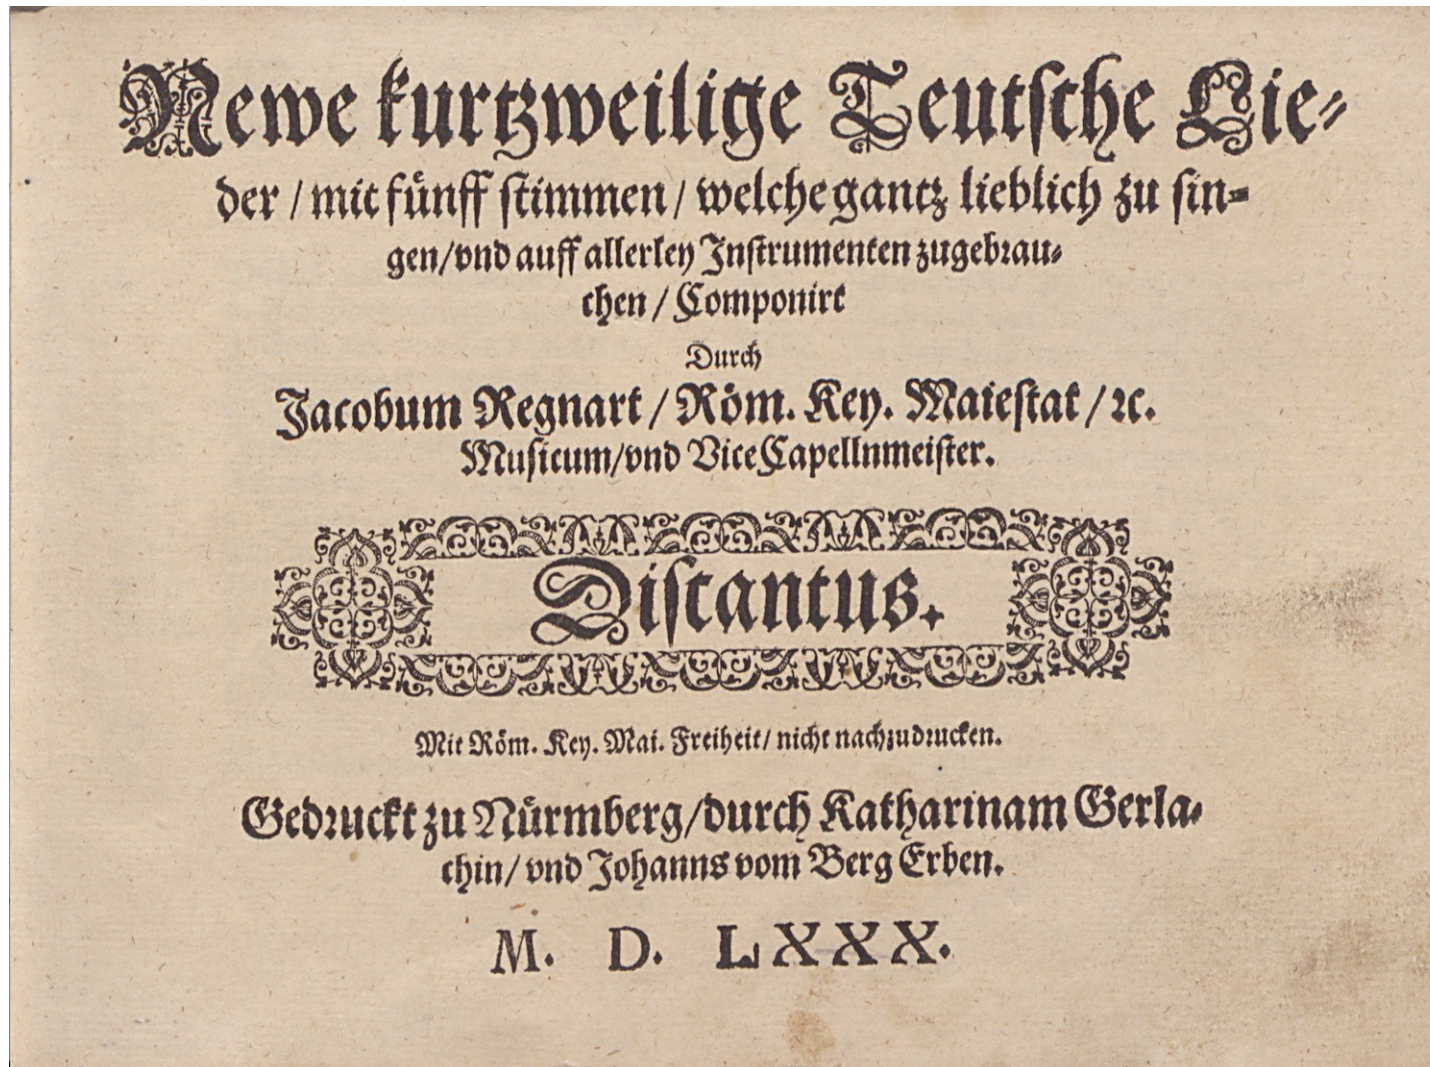 Newe kurtzweilige Teutsche Lie-
der / mit fünff stimmen / welche gantz lieblich zu sin-
gen / vnd auff allerley Instrumenten zugebrau-
chen / Componirt
Durch
Jacobum Regnart / Röm. Key. Maiestat / ꝛc.
Musicum / vnd ViceCapellnmeister.
Discantus.
Mit Röm. Key. Mai. Freiheit / nicht nachzudrucken.
Gedruckt zu Nürmberg / durch Katharinam Gerla-
chin / vnd Johanns vom Berg Erben.
M. D. LXXX.